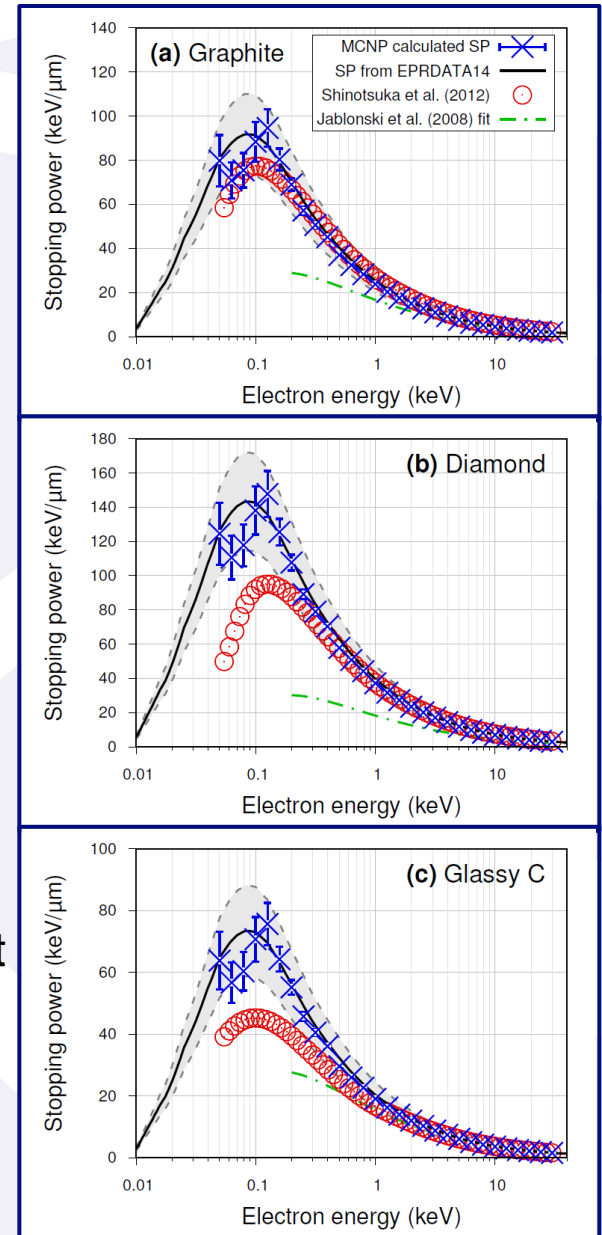 (a) Graphite
MCNP calculated SP
SP from EPRDATA14
Shinotsuka et al. (2012)
Jablonski et al. (2008) fit
Stopping power (keV/μm)
140
120
100
80
60
40
20
0
0.01 0.1 1 10
Electron energy (keV)
(b) Diamond
Stopping power (keV/μm)
180
160
140
120
100
80
60
40
20
0
0.01 0.1 1 10
Electron energy (keV)
t
(c) Glassy C
Stopping power (keV/μm)
100
80
60
40
20
0
0.01 0.1 1 10
Electron energy (keV)